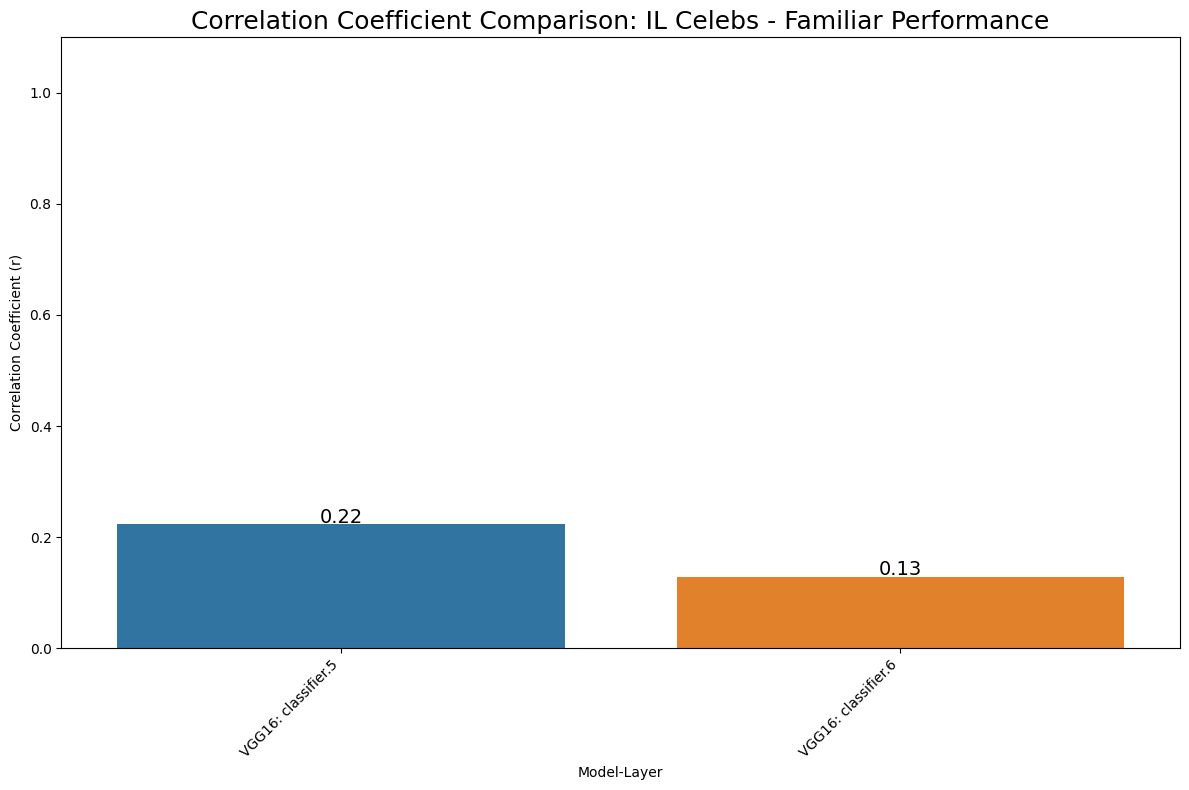 Correlation Coefficient Comparison: IL Celebs - Familiar Performance
Correlation Coefficient (r)
1.0
0.8
0.6
0.4
0.2
0.0
0.22
0.13
VGG16: classifier.5
VGG16: classifier.6
Model-Layer